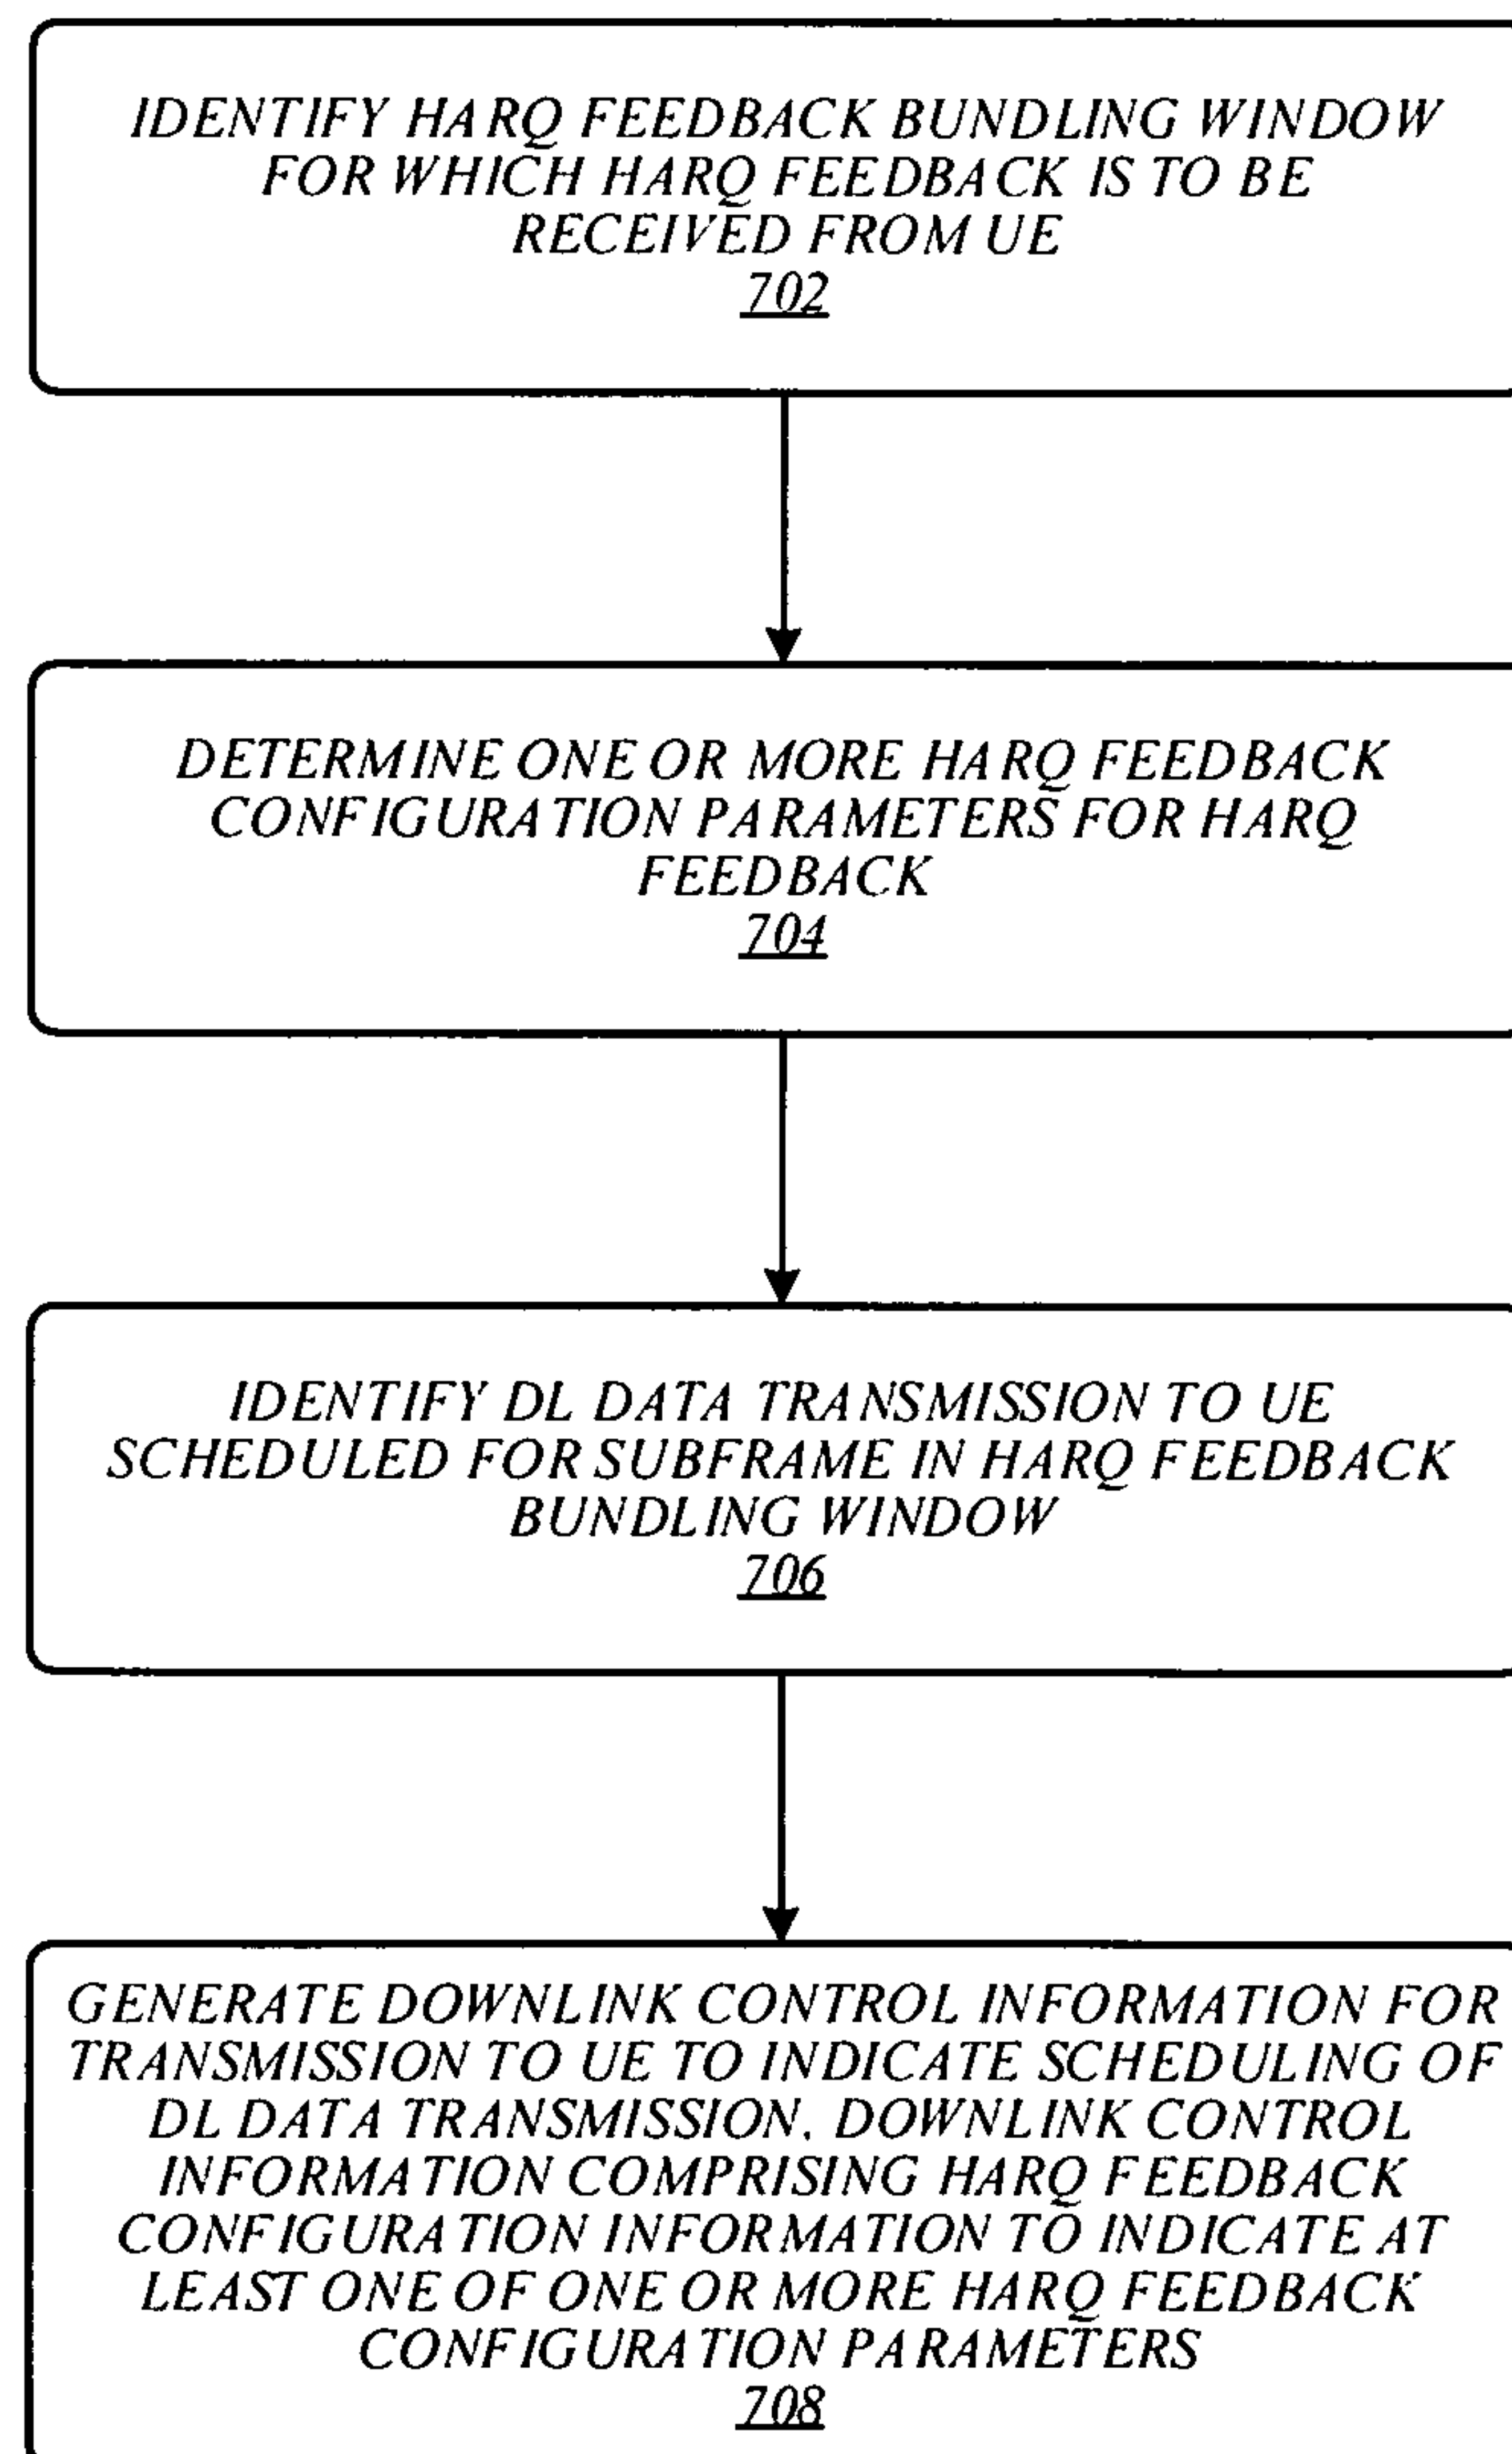 IDENTIFY HARQ FEEDBACK BUNDLING WINDOW
FOR WHICH HARQ FEEDBACK IS TO BE
RECEIVED FROM UE
702
DETERMINE ONE OR MORE HARQ FEEDBACK
CONFIGURATION PARAMETERS FOR HARQ
FEEDBACK
704
IDENTIFY DL DATA TRANSMISSION TO UE
SCHEDULED FOR SUBFRAME IN HARQ FEEDBACK
BUNDLING WINDOW
706
GENERATE DOWNLINK CONTROL INFORMATION FOR
TRANSMISSION TO UE TO INDICATE SCHEDULING OF
DL DATA TRANSMISSION, DOWNLINK CONTROL
INFORMATION COMPRISING HARQ FEEDBACK
CONFIGURATION INFORMATION TO INDICATE AT
LEAST ONE OF ONE OR MORE HARQ FEEDBACK
CONFIGURATION PARAMETERS
708